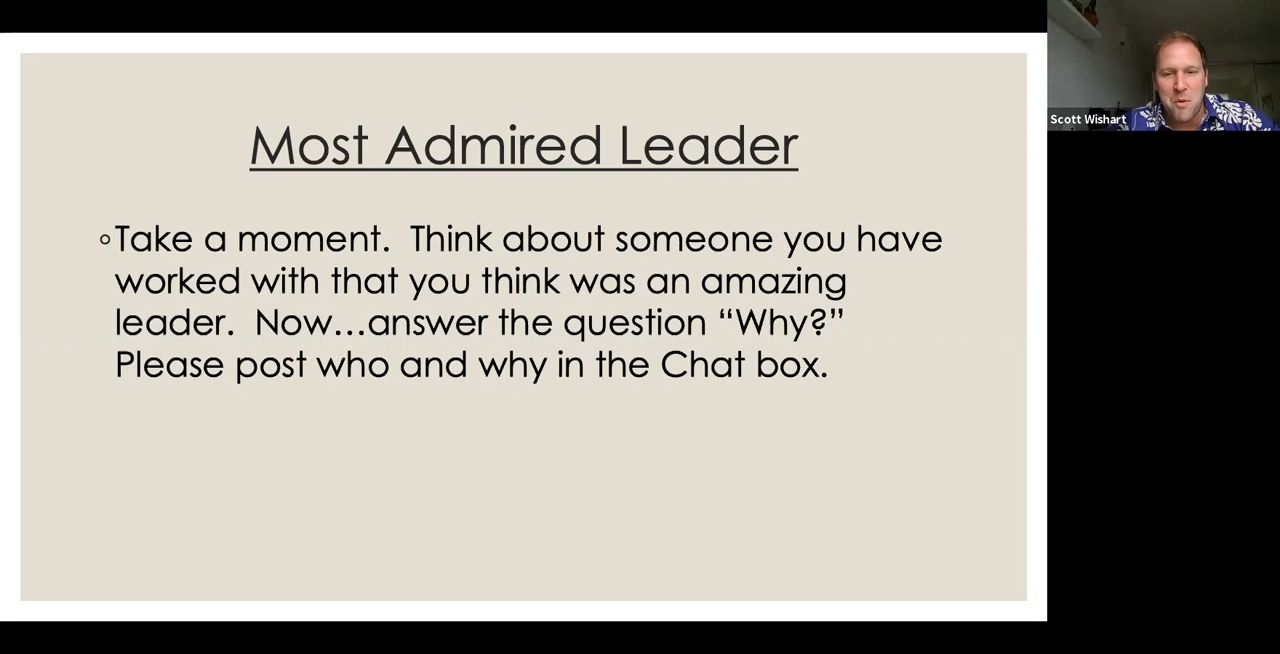 Most Admired Leader
Take a moment.  Think about someone you have
worked with that you think was an amazing
leader.  Now…answer the question “Why?”
Please post who and why in the Chat box.
Scott Wishart